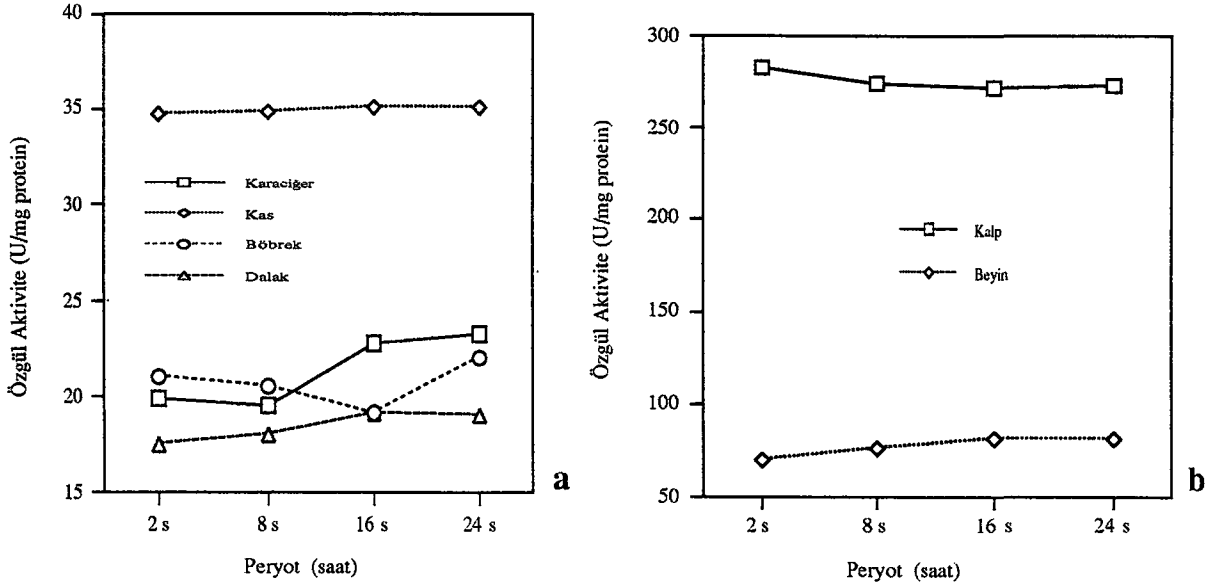 40
35
30
25
20
15
Özgül Aktivite (U/mg protein)
Karaciğer
Kas
Böbrek
Dalak
2 s
8 s
16 s
24 s
Peryot (saat)
a
300
250
200
150
100
50
Özgül Aktivite (U/mg protein)
Kalp
Beyin
2 s
8 s
16 s
24 s
Peryot (saat)
b